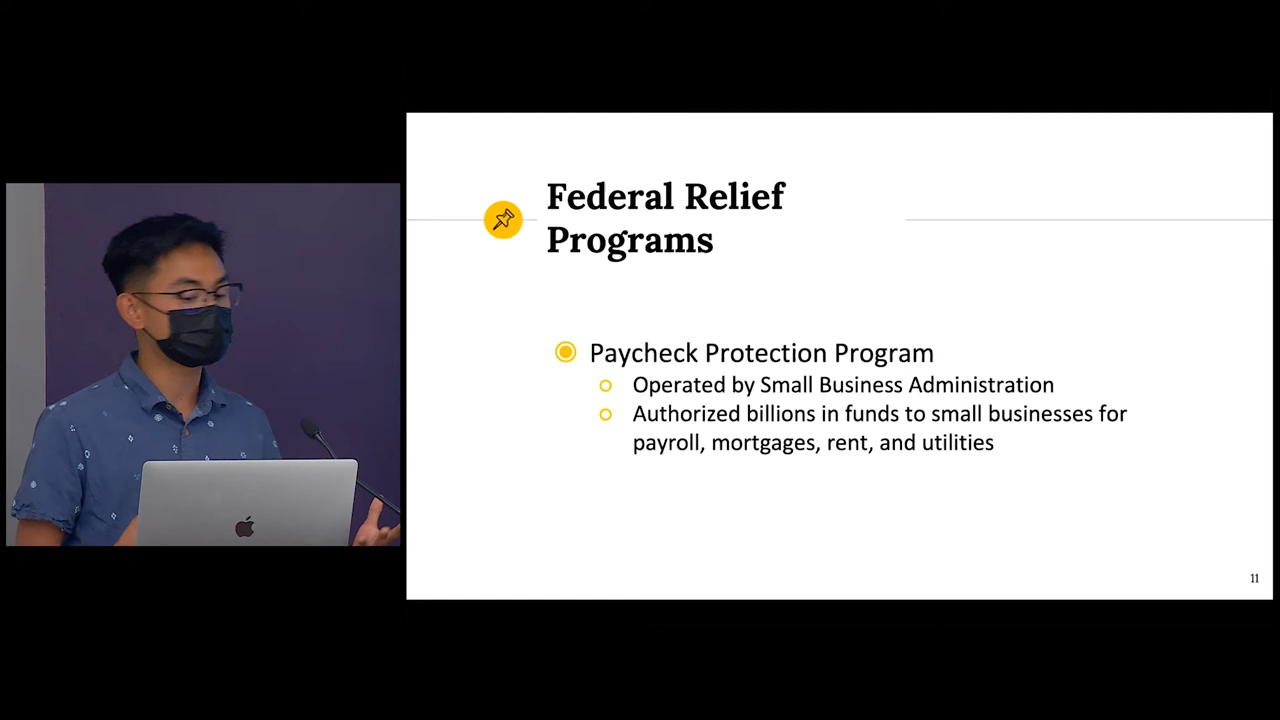 Federal Relief
Programs
Paycheck Protection Program
Operated by Small Business Administration
Authorized billions in funds to small businesses for
payroll, mortgages, rent, and utilities
11